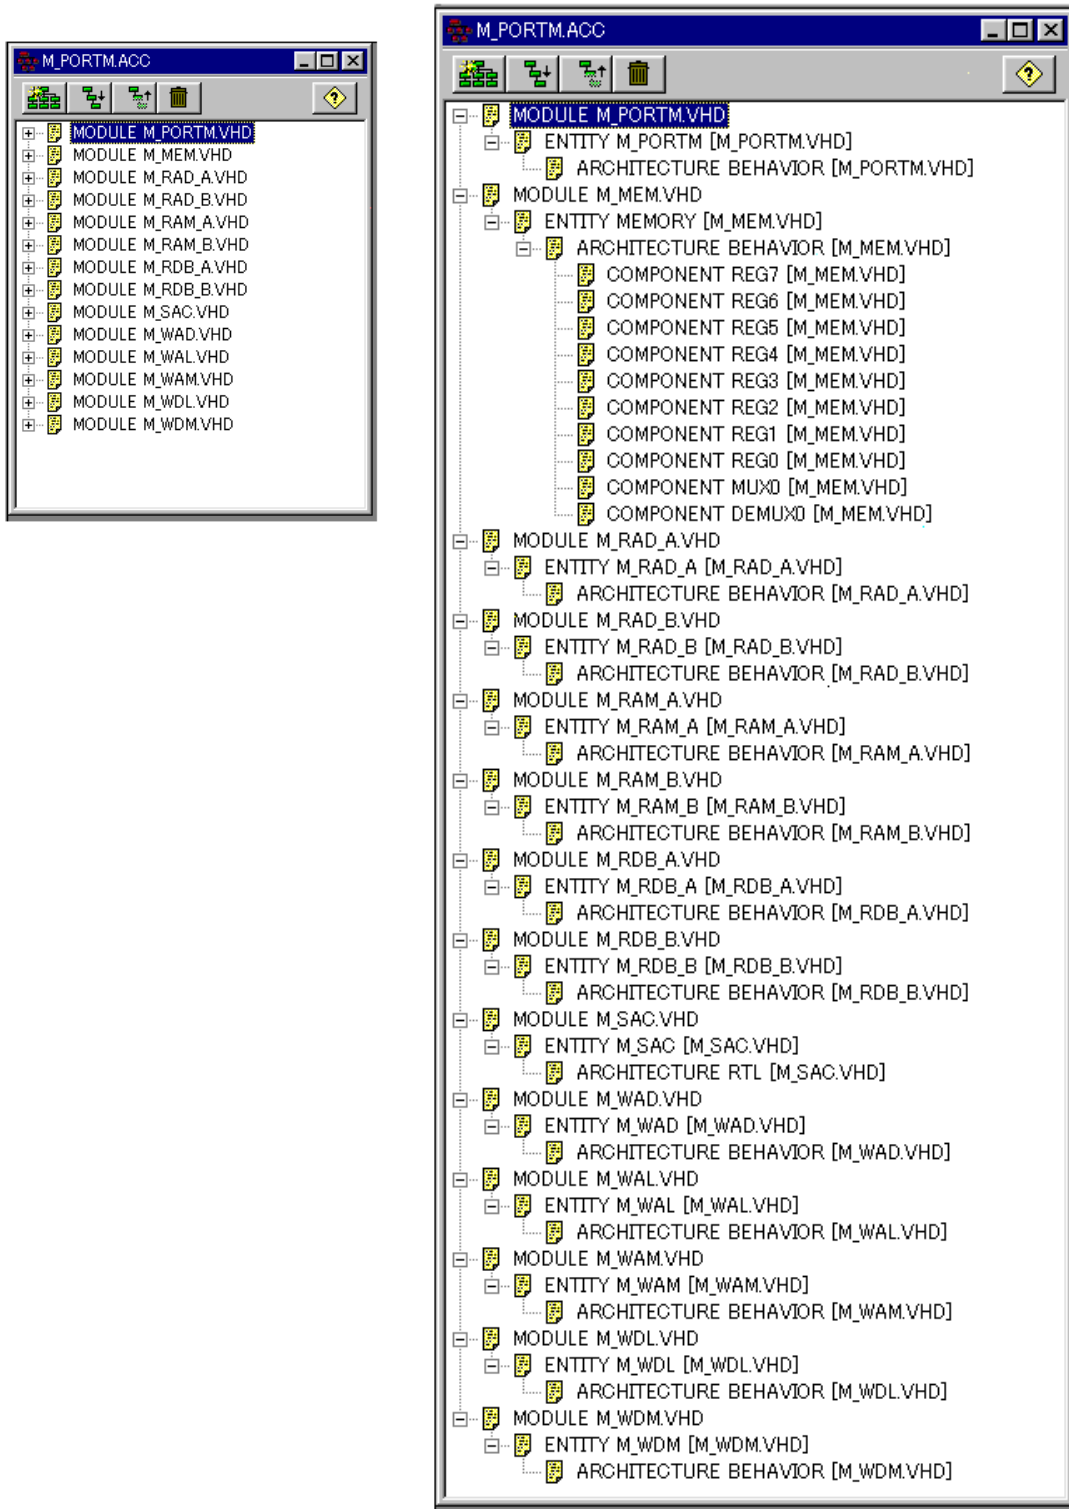 M_PORTM.ACC
MODULE M_PORTM.VHD
MODULE M_MEM.VHD
MODULE M_RAD_A.VHD
MODULE M_RAD_B.VHD
MODULE M_RAM_A.VHD
MODULE M_RAM_B.VHD
MODULE M_RDB_A.VHD
MODULE M_RDB_B.VHD
MODULE M_SAC.VHD
MODULE M_WAD.VHD
MODULE M_WAL.VHD
MODULE M_WAM.VHD
MODULE M_WDL.VHD
MODULE M_WDM.VHD
M_PORTM.ACC
MODULE M_PORTM.VHD
ENTITY M_PORTM [M_PORTM.VHD]
ARCHITECTURE BEHAVIOR [M_PORTM.VHD]
MODULE M_MEM.VHD
ENTITY MEMORY [M_MEM.VHD]
ARCHITECTURE BEHAVIOR [M_MEM.VHD]
COMPONENT REG7 [M_MEM.VHD]
COMPONENT REG6 [M_MEM.VHD]
COMPONENT REG5 [M_MEM.VHD]
COMPONENT REG4 [M_MEM.VHD]
COMPONENT REG3 [M_MEM.VHD]
COMPONENT REG2 [M_MEM.VHD]
COMPONENT REG1 [M_MEM.VHD]
COMPONENT REG0 [M_MEM.VHD]
COMPONENT MUX0 [M_MEM.VHD]
COMPONENT DEMUX0 [M_MEM.VHD]
MODULE M_RAD_A.VHD
ENTITY M_RAD_A [M_RAD_A.VHD]
ARCHITECTURE BEHAVIOR [M_RAD_A.VHD]
MODULE M_RAD_B.VHD
ENTITY M_RAD_B [M_RAD_B.VHD]
ARCHITECTURE BEHAVIOR [M_RAD_B.VHD]
MODULE M_RAM_A.VHD
ENTITY M_RAM_A [M_RAM_A.VHD]
ARCHITECTURE BEHAVIOR [M_RAM_A.VHD]
MODULE M_RAM_B.VHD
ENTITY M_RAM_B [M_RAM_B.VHD]
ARCHITECTURE BEHAVIOR [M_RAM_B.VHD]
MODULE M_RDB_A.VHD
ENTITY M_RDB_A [M_RDB_A.VHD]
ARCHITECTURE BEHAVIOR [M_RDB_A.VHD]
MODULE M_RDB_B.VHD
ENTITY M_RDB_B [M_RDB_B.VHD]
ARCHITECTURE BEHAVIOR [M_RDB_B.VHD]
MODULE M_SAC.VHD
ENTITY M_SAC [M_SAC.VHD]
ARCHITECTURE RTL [M_SAC.VHD]
MODULE M_WAD.VHD
ENTITY M_WAD [M_WAD.VHD]
ARCHITECTURE BEHAVIOR [M_WAD.VHD]
MODULE M_WAL.VHD
ENTITY M_WAL [M_WAL.VHD]
ARCHITECTURE BEHAVIOR [M_WAL.VHD]
MODULE M_WAM.VHD
ENTITY M_WAM [M_WAM.VHD]
ARCHITECTURE BEHAVIOR [M_WAM.VHD]
MODULE M_WDL.VHD
ENTITY M_WDL [M_WDL.VHD]
ARCHITECTURE BEHAVIOR [M_WDL.VHD]
MODULE M_WDM.VHD
ENTITY M_WDM [M_WDM.VHD]
ARCHITECTURE BEHAVIOR [M_WDM.VHD]